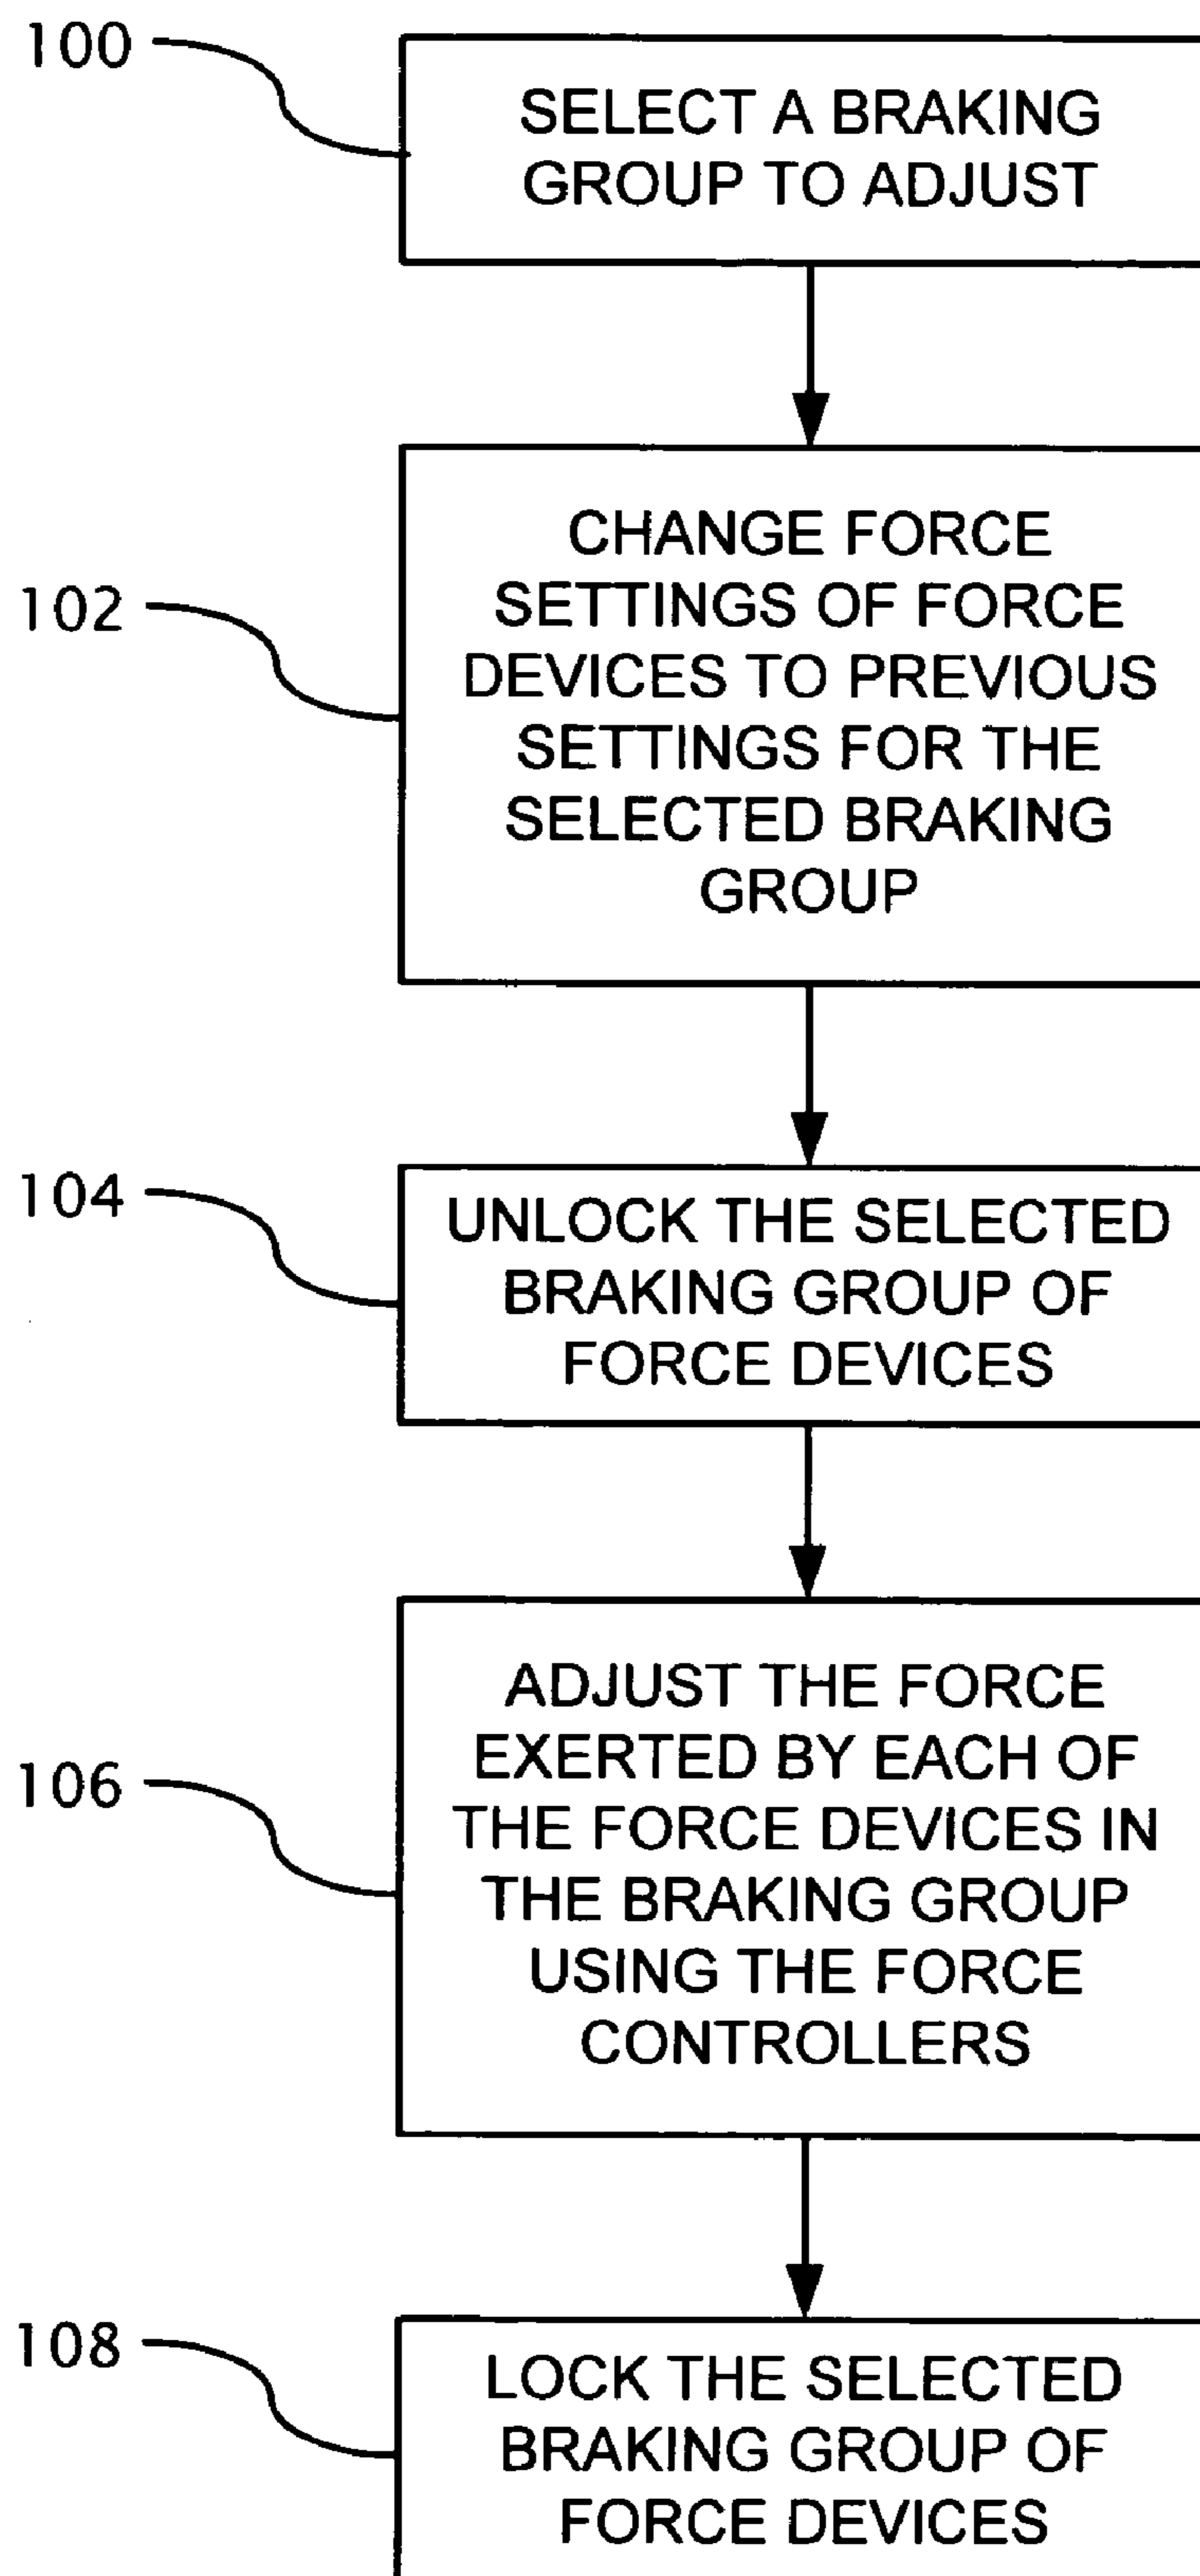 100
SELECT A BRAKING
GROUP TO ADJUST
102
CHANGE FORCE
SETTINGS OF FORCE
DEVICES TO PREVIOUS
SETTINGS FOR THE
SELECTED BRAKING
GROUP
104
UNLOCK THE SELECTED
BRAKING GROUP OF
FORCE DEVICES
106
ADJUST THE FORCE
EXERTED BY EACH OF
THE FORCE DEVICES IN
THE BRAKING GROUP
USING THE FORCE
CONTROLLERS
108
LOCK THE SELECTED
BRAKING GROUP OF
FORCE DEVICES